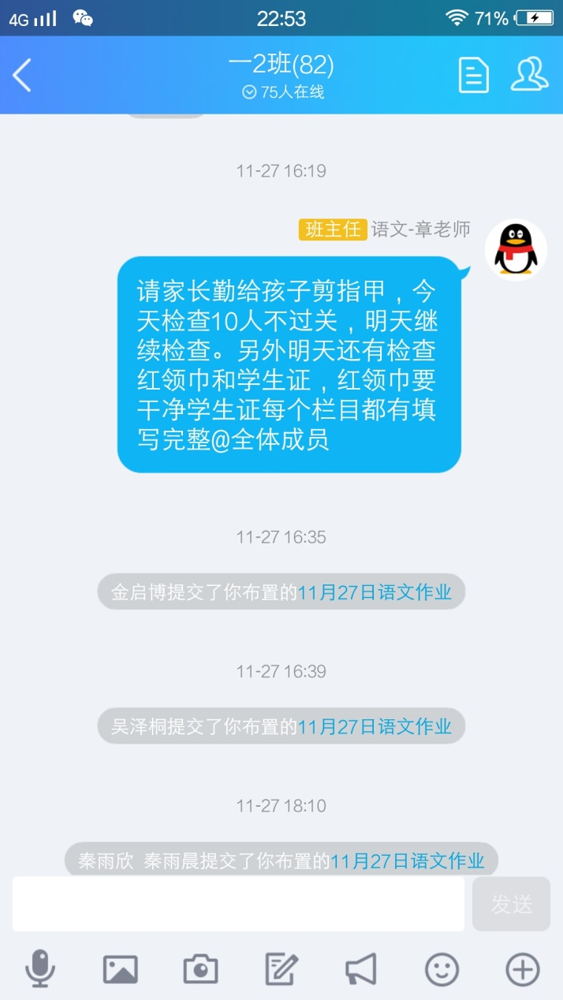 4G 22:53 71%
一2班(82)
75人在线
11-27 16:19
班主任 语文-章老师
请家长勤给孩子剪指甲，今
天检查10人不过关，明天继
续检查。另外明天还有检查
红领巾和学生证，红领巾要
干净学生证每个栏目都有填
写完整@全体成员
11-27 16:35
金启博提交了你布置的11月27日语文作业
11-27 16:39
吴泽桐提交了你布置的11月27日语文作业
11-27 18:10
秦雨欣 秦雨晨提交了你布置的11月27日语文作业
发送